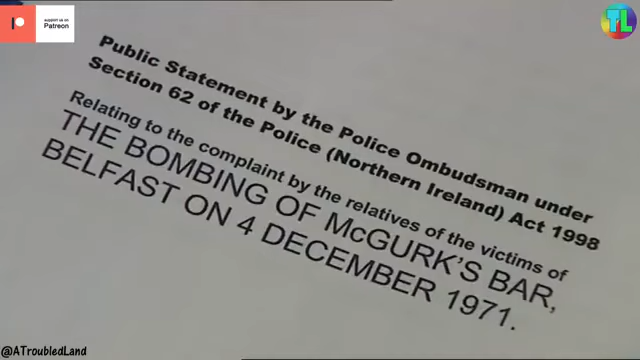 support us on
Patreon
TL
Public Statement by the Police Ombudsman under
Section 62 of the Police (Northern Ireland) Act 1998
Relating to the complaint by the relatives of the victims of
THE BOMBING OF McGURK'S BAR,
BELFAST ON 4 DECEMBER 1971.
@ATroubledLand